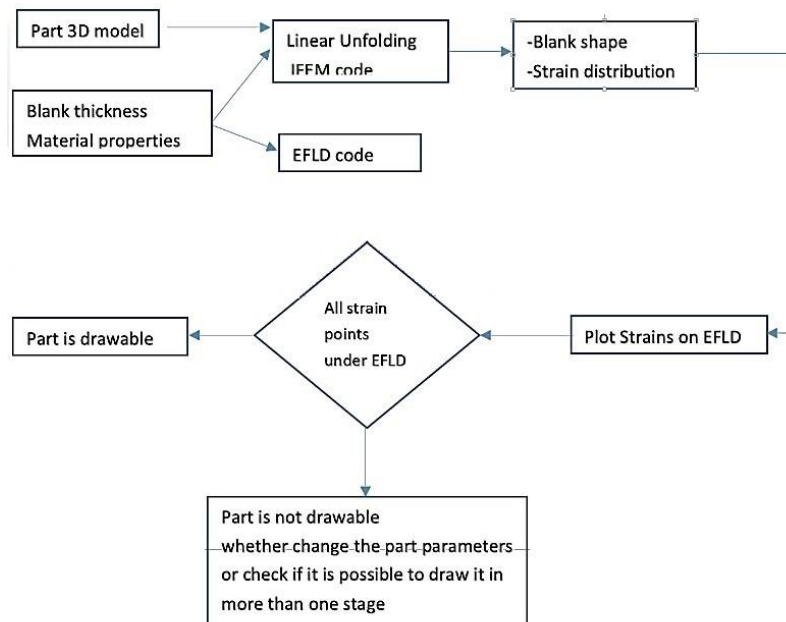 Part 3D model
Linear Unfolding
IFEM code
-Blank shape
-Strain distribution
Blank thickness
Material properties
EFLD code
All strain
points
under EFLD
Part is drawable
Plot Strains on EFLD
Part is not drawable
whether change the part parameters
or check if it is possible to draw it in
more than one stage